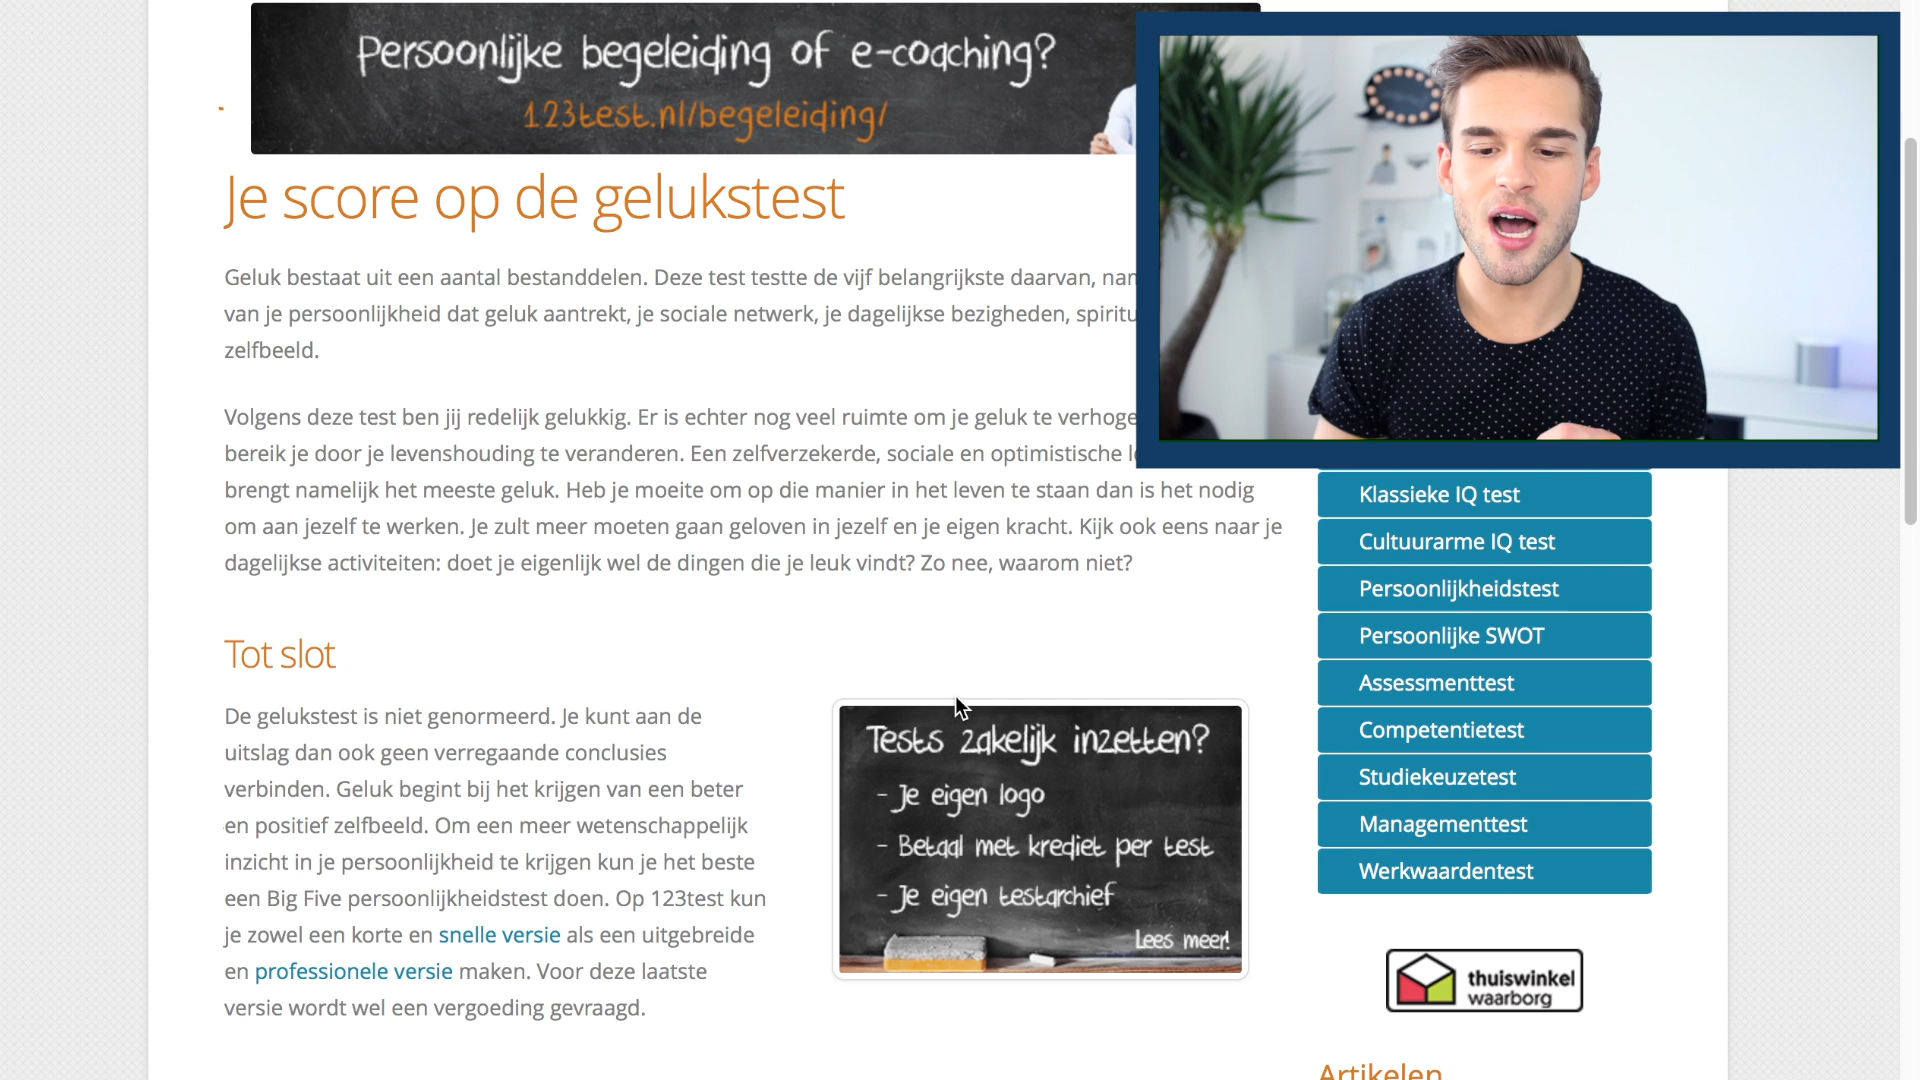 Persoonlijke begeleiding of e-coaching?
123test.nl/begeleiding/
Je score op de gelukstest
Geluk bestaat uit een aantal bestanddelen. Deze test testte de vijf belangrijkste daarvan,
van je persoonlijkheid dat geluk aantrekt, je sociale netwerk, je dagelijkse bezigheden,
zelfbeeld.
Volgens deze test ben jij redelijk gelukkig. Er is echter nog veel ruimte om je geluk te
bereik je door je levenshouding te veranderen. Een zelfverzekerde, sociale en optimistische
brengt namelijk het meeste geluk. Heb je moeite om op die manier in het leven te staan dan is het nodig
om aan jezelf te werken. Je zult meer moeten gaan geloven in jezelf en je eigen kracht. Kijk ook eens naar je
dagelijkse activiteiten: doet je eigenlijk wel de dingen die je leuk vindt? Zo nee, waarom niet?
Tot slot
De gelukstest is niet genormeerd. Je kunt aan de
uitslag dan ook geen verregaande conclusies
verbinden. Geluk begint bij het krijgen van een beter
en positief zelfbeeld. Om een meer wetenschappelijk
inzicht in je persoonlijkheid te krijgen kun je het beste
een Big Five persoonlijkheidstest doen. Op 123test kun
je zowel een korte en snelle versie als een uitgebreide
en professionele versie maken. Voor deze laatste
versie wordt wel een vergoeding gevraagd.
Tests zakelijk inzetten?
- Je eigen logo
- Betaal met krediet per test
- Je eigen testarchief
Lees meer!
Klassieke IQ test
Cultuurarme IQ test
Persoonlijkheidstest
Persoonlijke SWOT
Assessmenttest
Competentietest
Studiekeuzetest
Managementtest
Werkwaardentest
thuiswinkel
waarborg
Artikelen